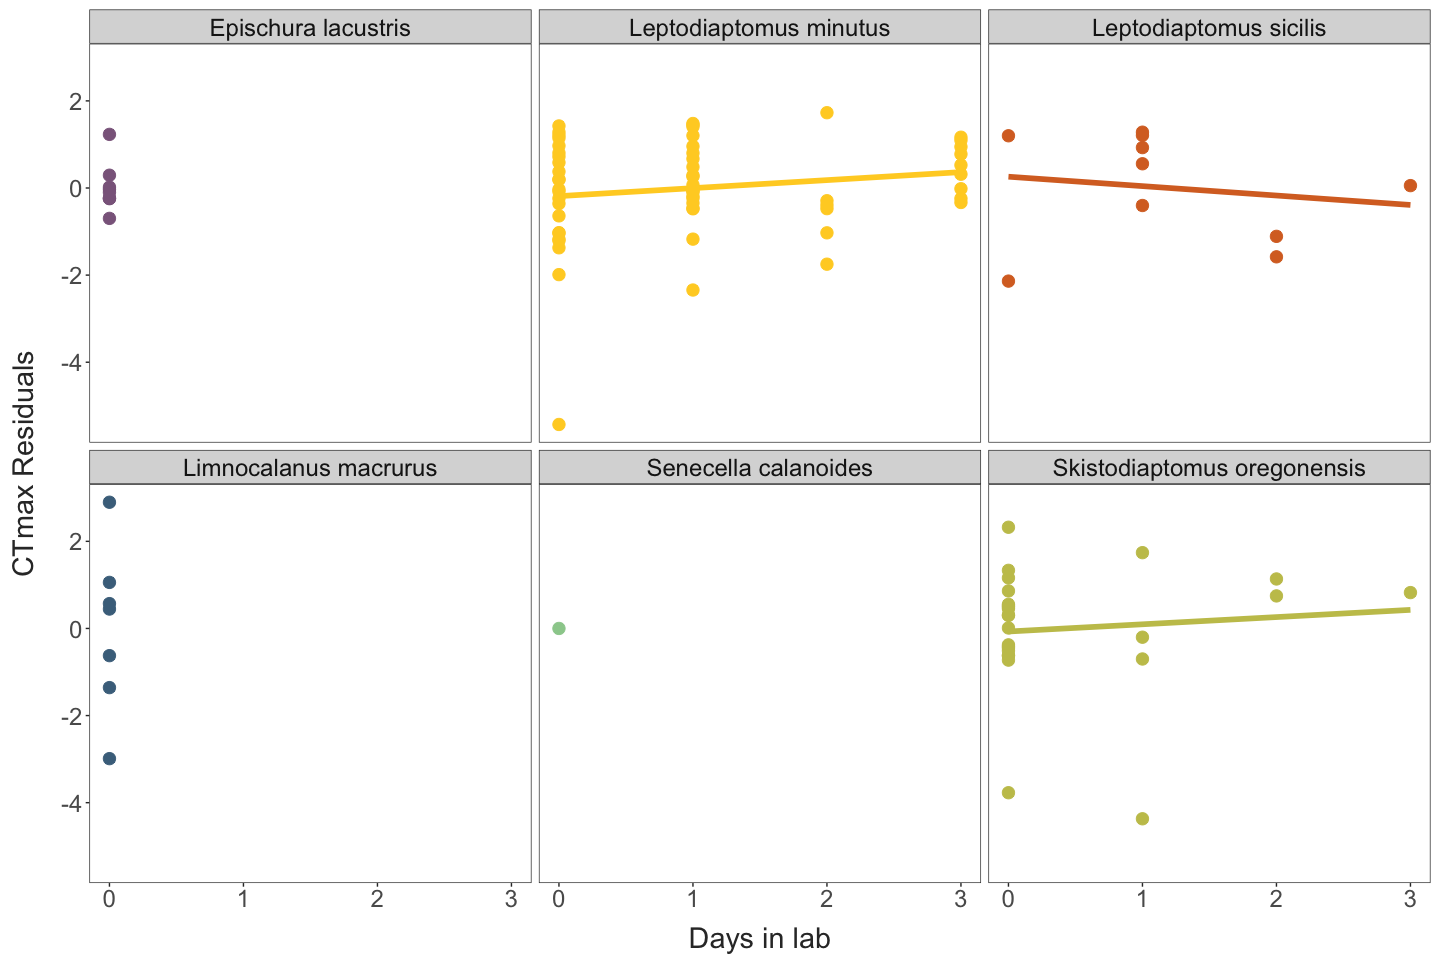 Epischura lacustris
Leptodiaptomus minutus
Leptodiaptomus sicilis
2
0
-2
-4
CTmax Residuals
Limnocalanus macrurus
Senecella calanoides
Skistodiaptomus oregonensis
2
0
-2
-4
0 1 2 3
0 1 2 3
0 1 2 3
Days in lab